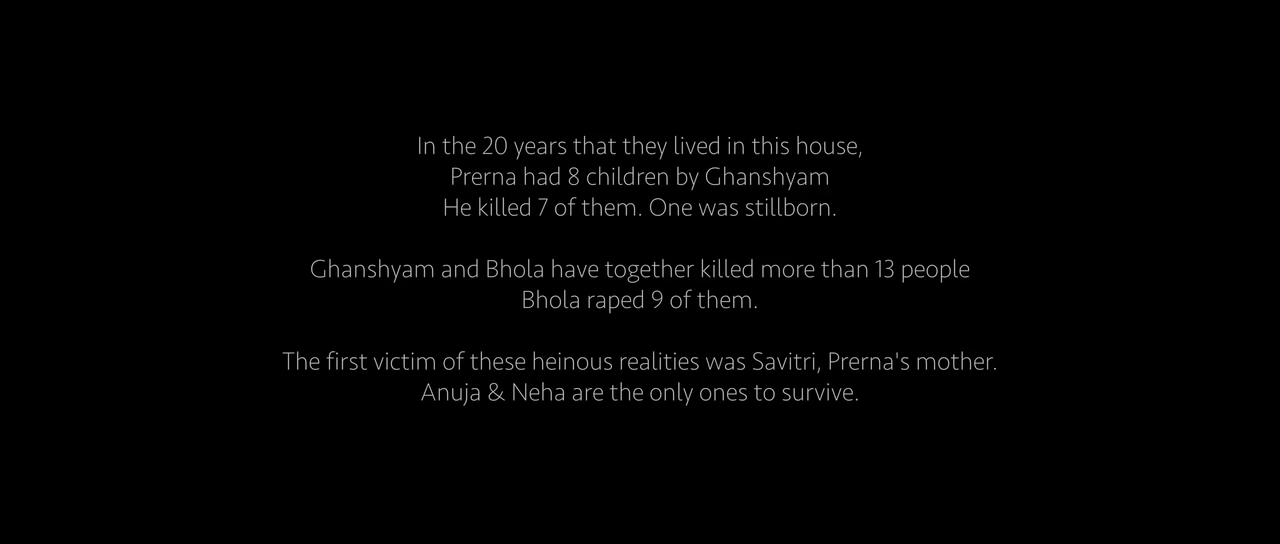 In the 20 years that they lived in this house,
Prerna had 8 children by Ghanshyam
He killed 7 of them. One was stillborn.
Ghanshyam and Bhola have together killed more than 13 people
Bhola raped 9 of them.
The first victim of these heinous realities was Savitri, Prerna's mother.
Anuja & Neha are the only ones to survive.